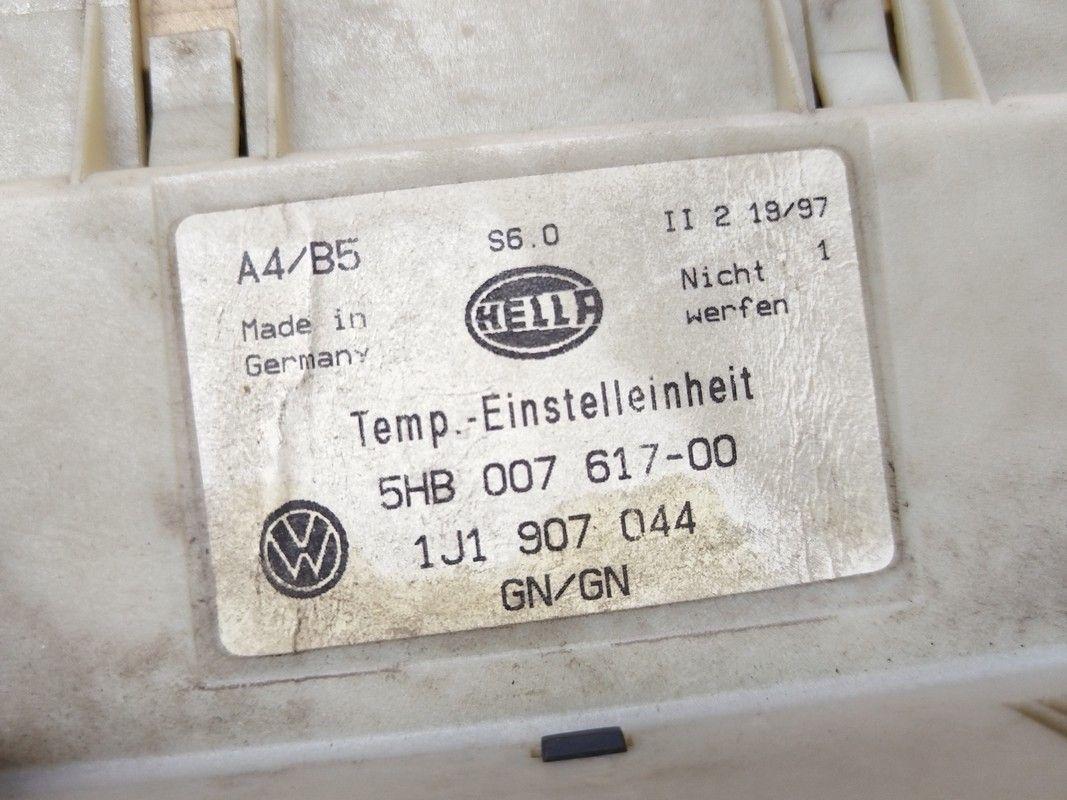 A4/B5 S6.0 II 2 19/97
1
Made in
Germany
HELLA
Nicht
werfen
Temp.-Einstelleinheit
5HB 007 617-00
1J1 907 044
GN/GN
VW